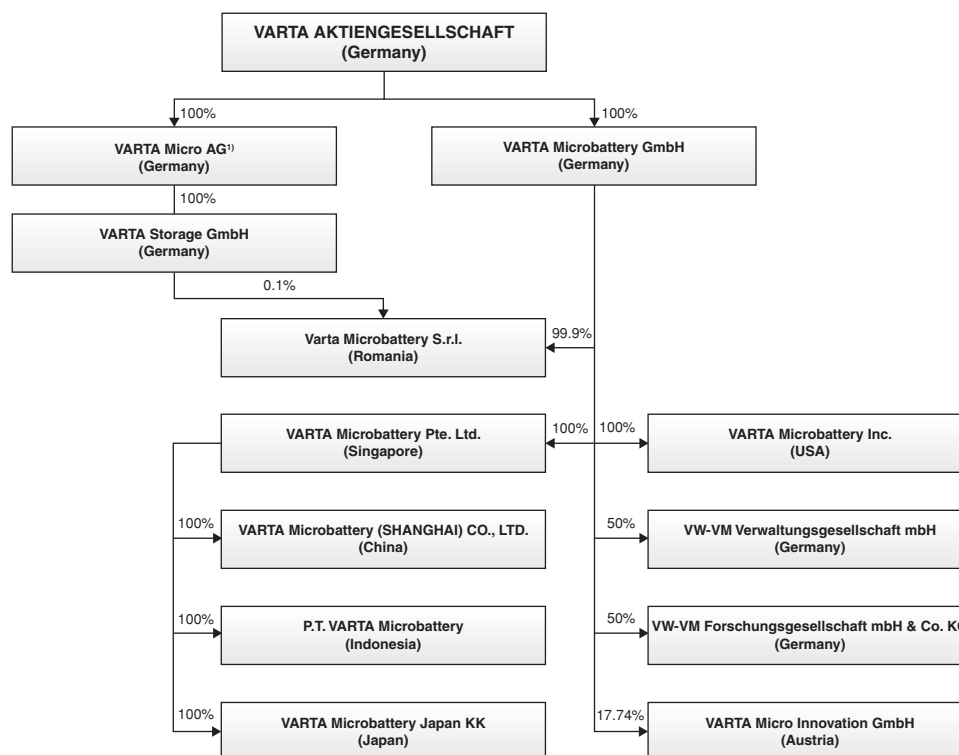 VARTA AKTIENGESELLSCHAFT
(Germany)
100%
100%
VARTA Micro AG¹⁾
(Germany)
VARTA Microbattery GmbH
(Germany)
100%
VARTA Storage GmbH
(Germany)
0.1%
Varta Microbattery S.r.l.
(Romania)
99.9%
VARTA Microbattery Pte. Ltd.
(Singapore)
100%
100%
VARTA Microbattery Inc.
(USA)
100%
VARTA Microbattery (SHANGHAI) CO., LTD.
(China)
50%
VW-VM Verwaltungsgesellschaft mbH
(Germany)
100%
P.T. VARTA Microbattery
(Indonesia)
50%
VW-VM Forschungsgesellschaft mbH & Co. K
(Germany)
100%
VARTA Microbattery Japan KK
(Japan)
17.74%
VARTA Micro Innovation GmbH
(Austria)